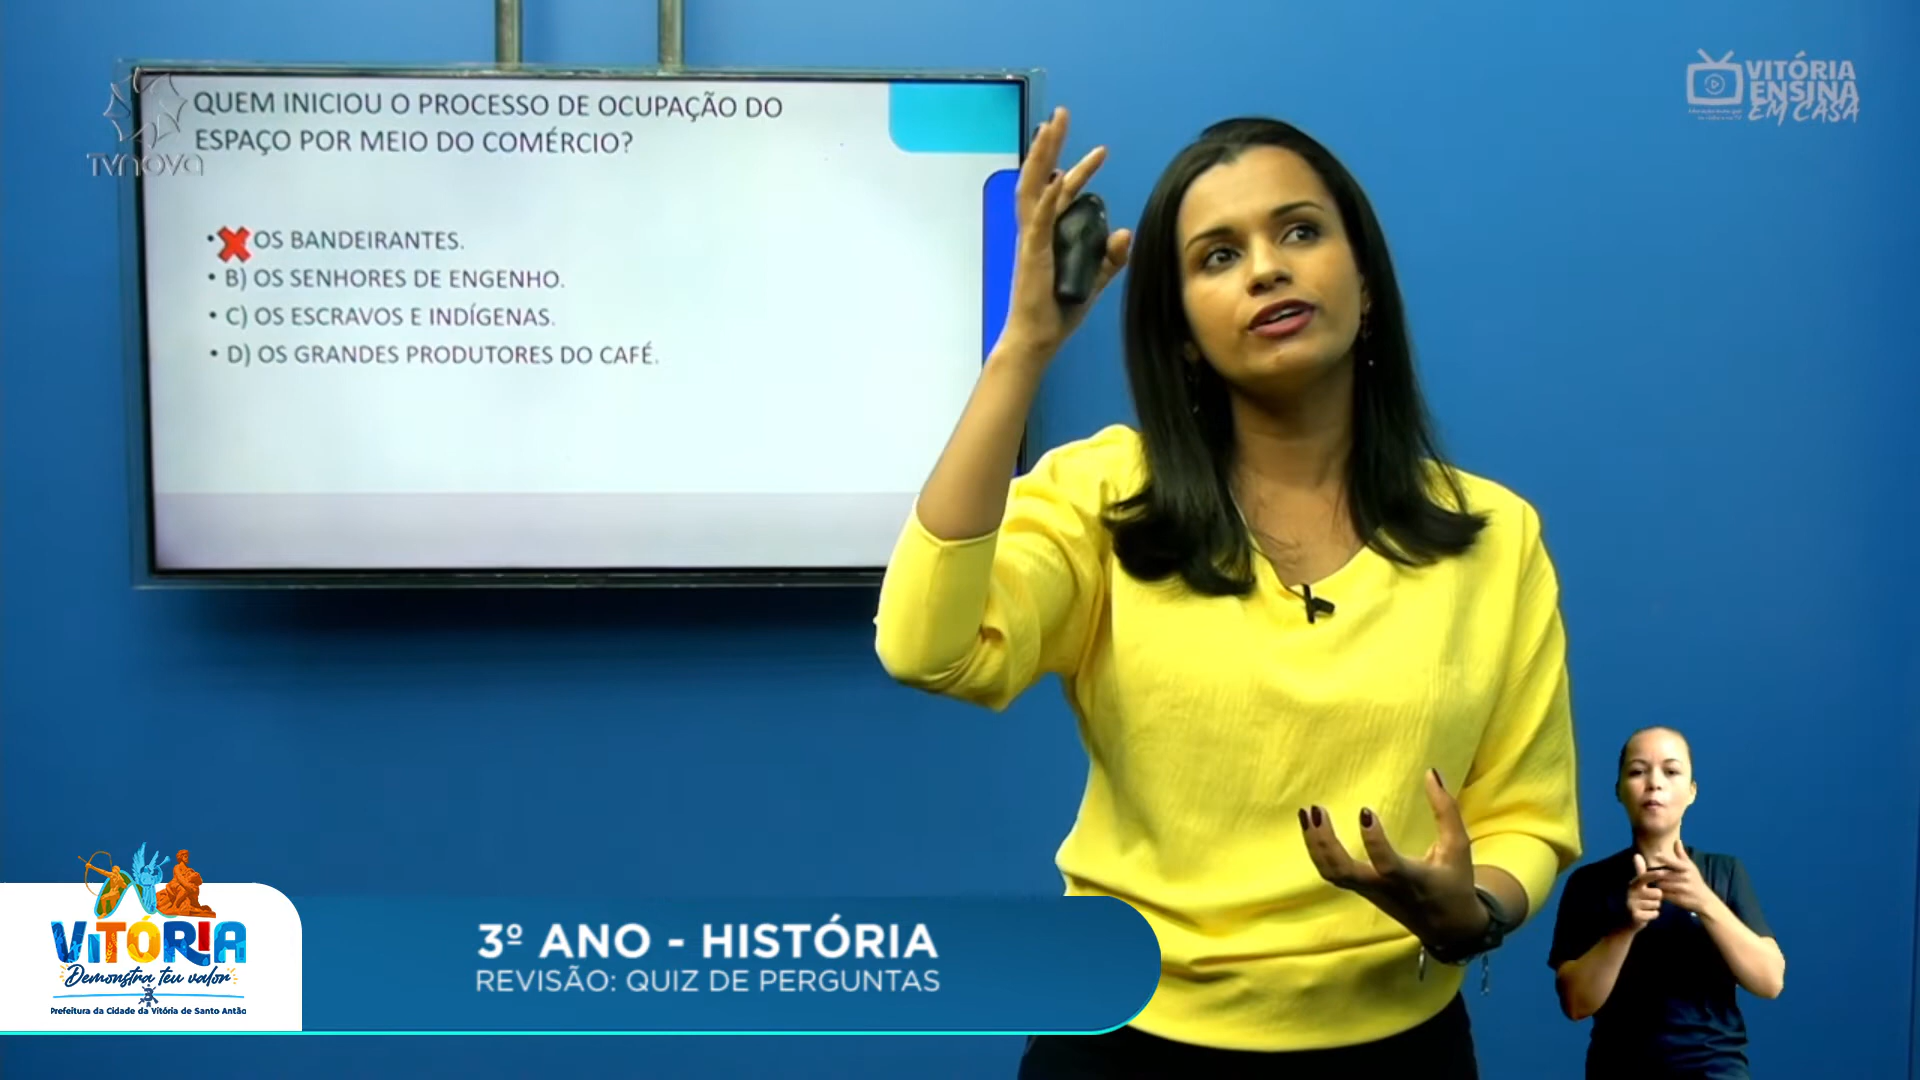 QUEM INICIOU O PROCESSO DE OCUPAÇÃO DO
ESPAÇO POR MEIO DO COMÉRCIO?
• OS BANDEIRANTES.
• B) OS SENHORES DE ENGENHO.
• C) OS ESCRAVOS E INDÍGENAS.
• D) OS GRANDES PRODUTORES DO CAFÉ.
TVNOVA
VITÓRIA
ENSINA
EM CASA
VITÓRIA
Demonstra teu valor
Prefeitura da Cidade da Vitória de Santo Antão
3º ANO - HISTÓRIA
REVISÃO: QUIZ DE PERGUNTAS